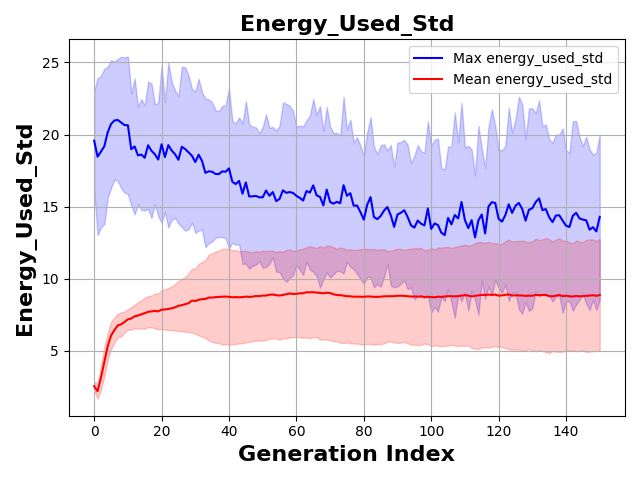 Energy_Used_Std
Max energy_used_std
Mean energy_used_std
Energy_Used_Std
25
20
15
10
5
0 20 40 60 80 100 120 140
Generation Index